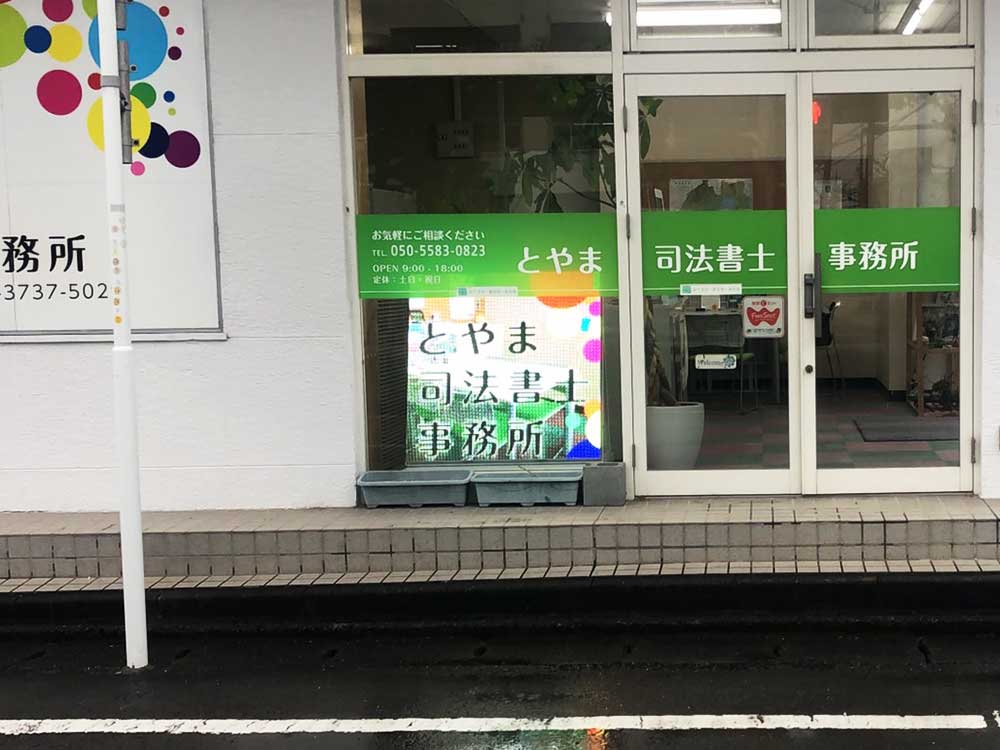 務所
-3737-502
お気軽にご相談ください
TEL. 050-5583-0823
OPEN 9:00 - 18:00
定休：土日・祝日
とやま 司法書士 事務所
とやま
司法書士
事務所
Welcome